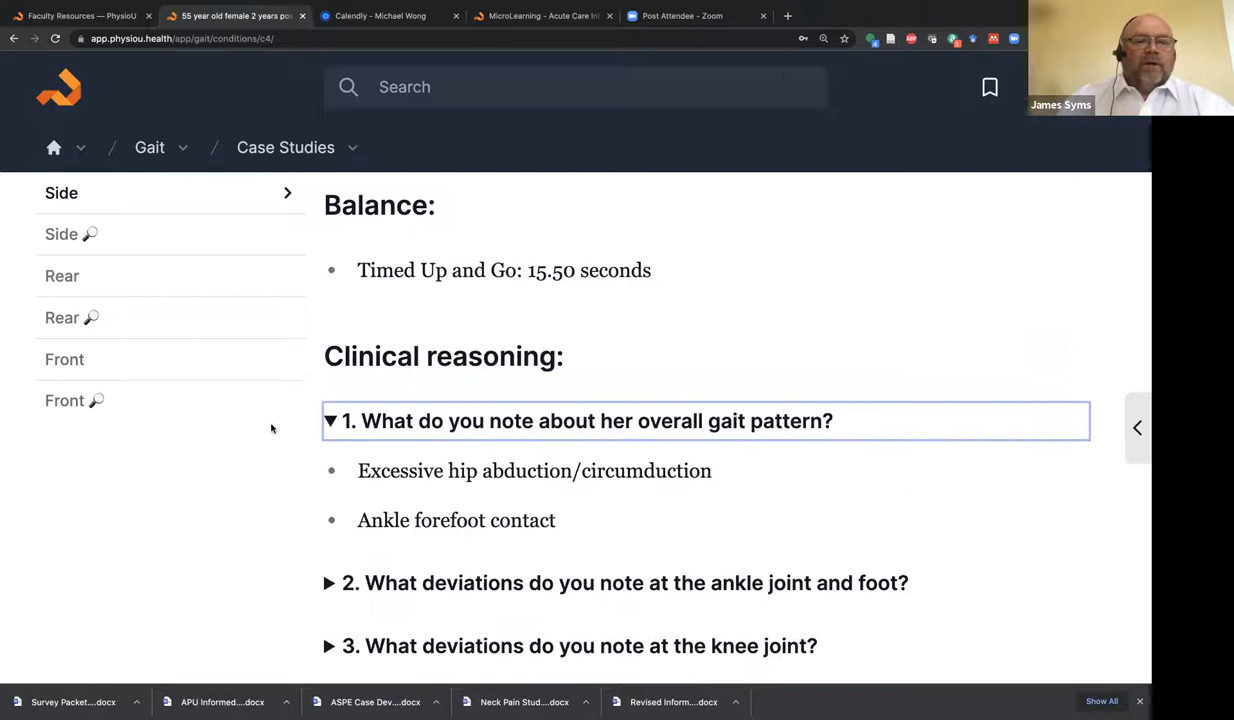 Faculty Resources — PhysioU
55 year old female 2 years pos
Calendly - Michael Wong
MicroLearning - Acute Care In
Post Attendee - Zoom
app.physiou.health/app/gait/conditions/c4/
Search
James Syms
Gait / Case Studies
Side
Side
Rear
Rear
Front
Front
Balance:
• Timed Up and Go: 15.50 seconds
Clinical reasoning:
1. What do you note about her overall gait pattern?
• Excessive hip abduction/circumduction
• Ankle forefoot contact
2. What deviations do you note at the ankle joint and foot?
3. What deviations do you note at the knee joint?
Survey Packet....docx
APU Informed....docx
ASPE Case Dev....docx
Neck Pain Stud....docx
Revised Inform....docx
Show All